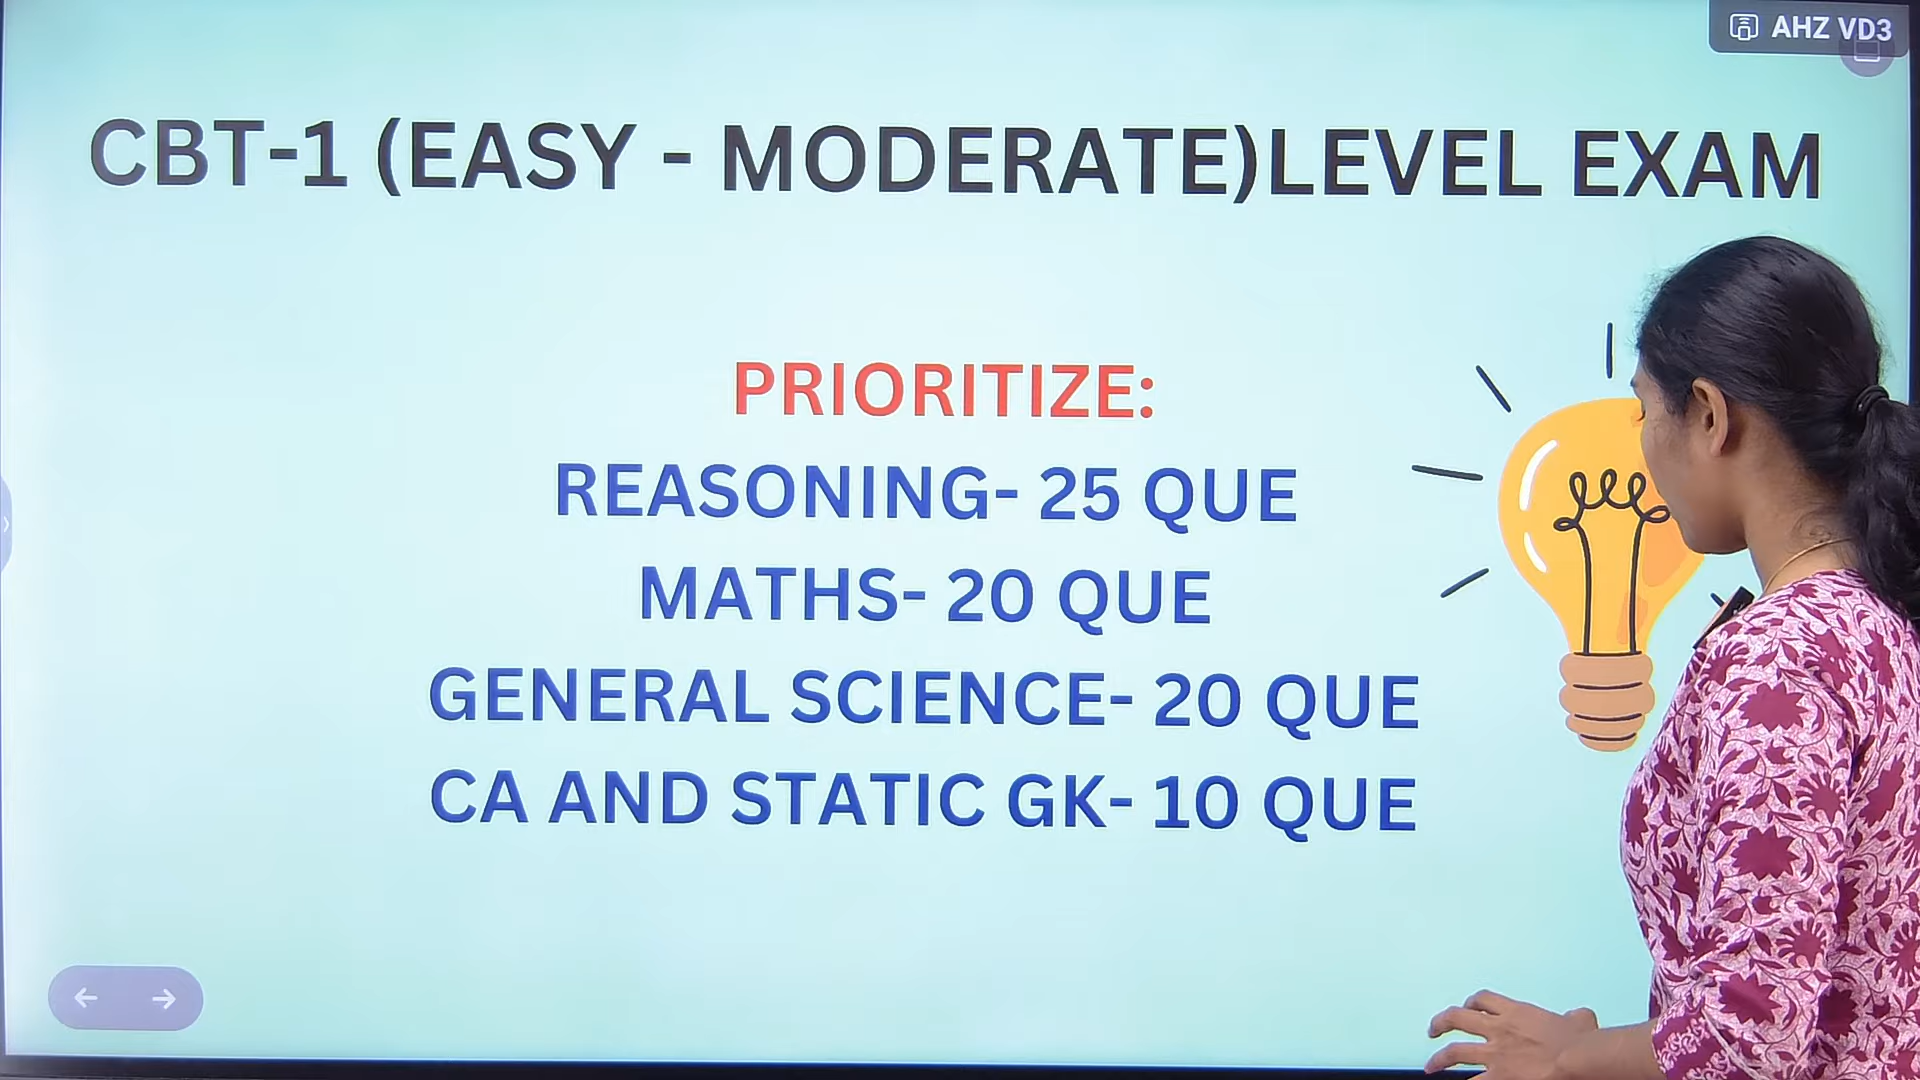 AHZ VD3
CBT-1 (EASY - MODERATE)LEVEL EXAM
PRIORITIZE:
REASONING- 25 QUE
MATHS- 20 QUE
GENERAL SCIENCE- 20 QUE
CA AND STATIC GK- 10 QUE